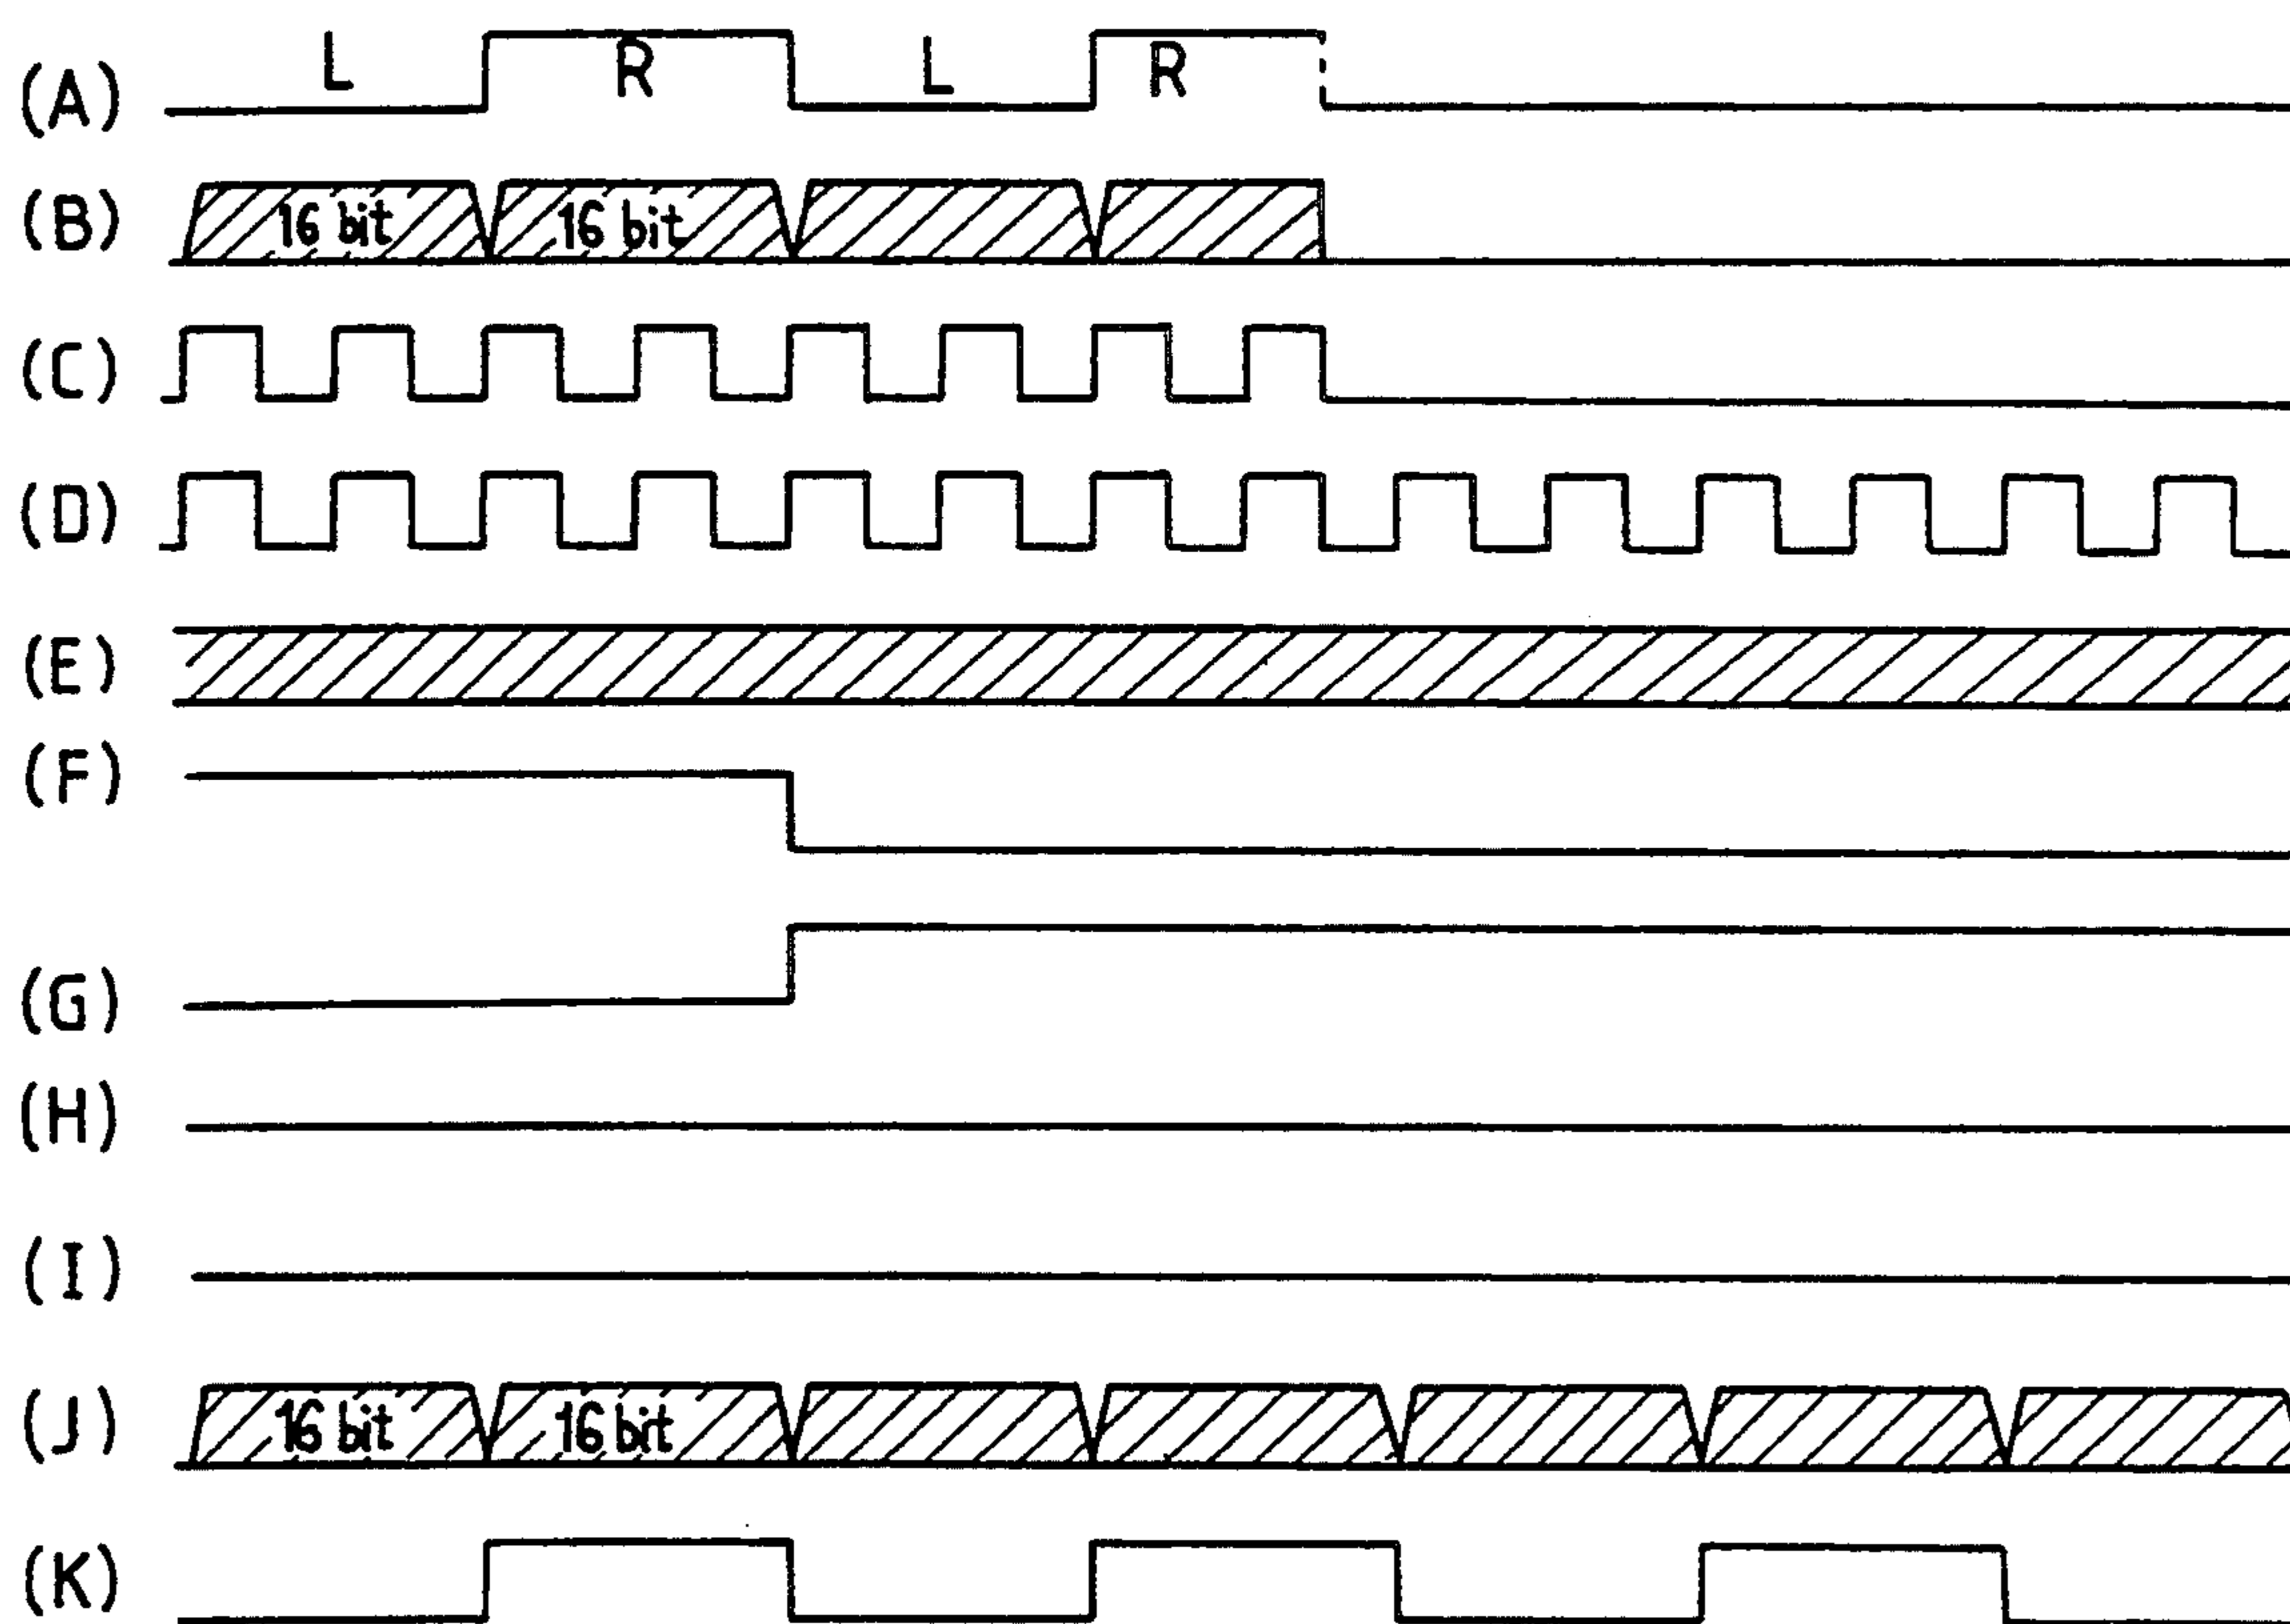 (A) L R L R
(B) 16 bit 16 bit
(C)
(D)
(E)
(F)
(G)
(H)
(I)
(J) 16 bit 16 bit
(K)